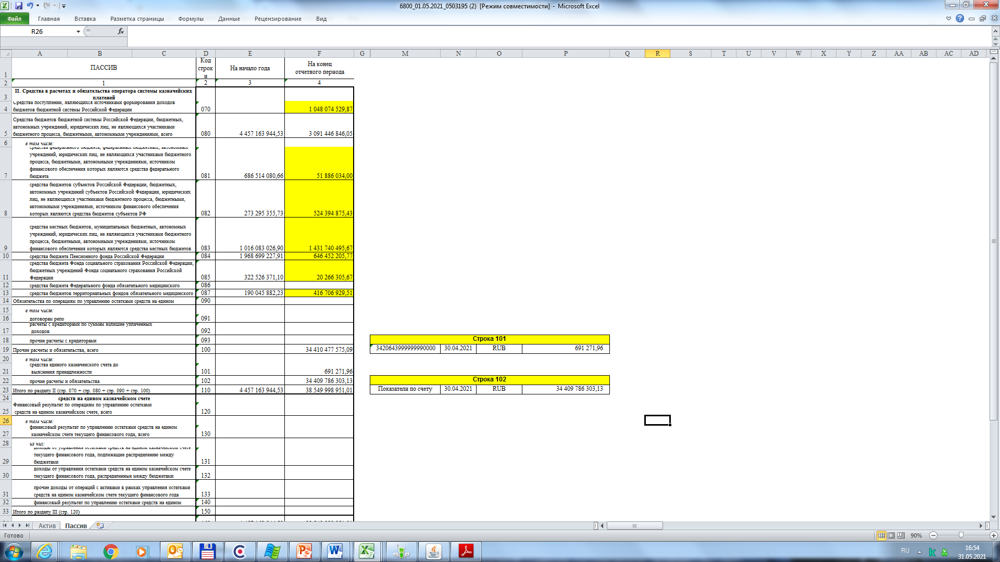 6800_01.05.2021_0503195 (2) [Режим совместимости] - Microsoft Excel
Файл Главная Вставка Разметка страницы Формулы Данные Рецензирование Вид
R26 fx
A B C D E F G M N O P Q R S T U V W X Y Z AA AB AC AD
1 ПАССИВ Код строки На начало года На конец отчетного периода
2 1 2 3 4
3 II. Средства в расчетах и обязательства оператора системы казначейских
платежей
4 Средства поступлений, являющихся источниками формирования доходов
бюджетов бюджетной системы Российской Федерации 070 1 048 074 529,87
Средства бюджетов бюджетной системы Российской Федерации, бюджетных,
автономных учреждений, юридических лиц, не являющихся участниками
5 бюджетного процесса, бюджетными, автономными учреждениями, всего 080 4 457 163 944,53 3 091 446 846,05
6 в том числе:
средства федерального бюджета, федеральных бюджетных, автономных
учреждений, юридических лиц, не являющихся участниками бюджетного
процесса, бюджетными, автономными учреждениями, источником
финансового обеспечения которых являются средства федерального
7 бюджета 081 686 514 080,66 51 886 034,00
средства бюджетов субъектов Российской Федерации, бюджетных,
автономных учреждений субъектов Российской Федерации, юридических
лиц, не являющихся участниками бюджетного процесса, бюджетными,
автономными учреждениями, источником финансового обеспечения
8 которых являются средства бюджетов субъектов РФ 082 273 295 355,73 524 394 875,43
средства местных бюджетов, муниципальных бюджетных, автономных
учреждений, юридических лиц, не являющихся участниками бюджетного
процесса, бюджетными, автономными учреждениями, источником
9 финансового обеспечения которых являются средства местных бюджетов 083 1 016 083 026,90 1 431 740 495,67
10 средства бюджета Пенсионного фонда Российской Федерации 084 1 968 699 227,91 646 452 205,77
средства бюджета Фонда социального страхования Российской Федерации,
бюджетных учреждений Фонда социального страхования Российской
11 Федерации 085 322 526 371,10 20 266 305,67
12 средства бюджета Федерального фонда обязательного медицинского 086
13 средства бюджетов территориальных фондов обязательного медицинского 087 190 045 882,23 416 706 929,51
14 Обязательства по операциям по управлению остатками средств на едином 090
15 в том числе:
16 договорам репо 091
расчеты с кредиторами по суммам излишне уплаченных
17 доходов 092
18 прочие расчеты с кредиторами 093 Строка 101
19 Прочие расчеты и обязательства, всего 100 34 410 477 575,09 3420643999999990000 30.04.2021 RUB 691 271,96
20 в том числе:
средства единого казначейского счета до
21 выяснения принадлежности 101 691 271,96
22 прочие расчеты и обязательства 102 34 409 786 303,13 Строка 102
23 Итого по разделу II (стр. 070 + стр. 080 + стр. 090 + стр. 100) 110 4 457 163 944,53 38 549 998 951,01 Показатели по счету 30.04.2021 RUB 34 409 786 303,13
24 средств на едином казначейском счете
Финансовый результат по операциям по управлению остатками
25 средств на едином казначейском счете, всего 120
26 в том числе:
финансовый результат по управлению остатками средств на едином
27 казначейском счете текущего финансового года, всего 130
28 из них:
доходы от управления остатками средств на едином казначейском счете
текущего финансового года, подлежащие распределению между
29 бюджетами 131
доходы от управления остатками средств на едином казначейском счете
30 текущего финансового года, распределенные между бюджетами 132
прочие доходы от операций с активами в рамках управления остатками
31 средств на едином казначейском счете текущего финансового года 133
32 финансовый результат по управлению остатками средств на едином 140
33 Итого по разделу III (стр. 120) 150
Актив Пассив
Готово 90%
RU 16:54
31.05.2021